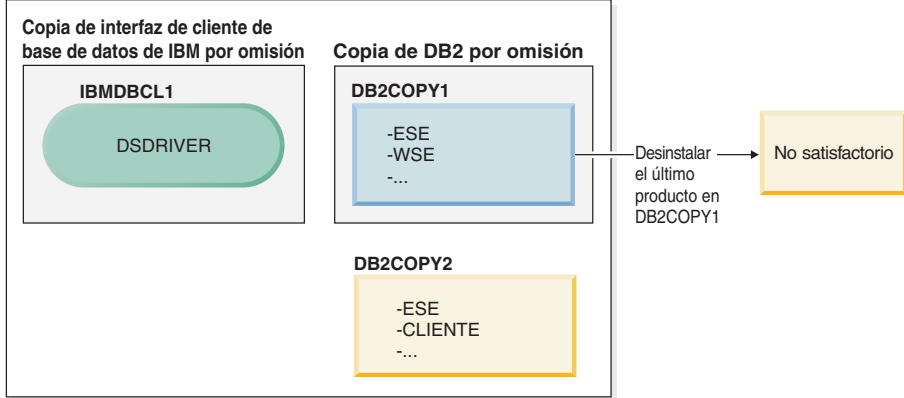 Copia de interfaz de cliente de
base de datos de IBM por omisión
IBMDBCL1
DSDRIVER
Copia de DB2 por omisión
DB2COPY1
-ESE
-WSE
-...
Desinstalar
el último
producto en
DB2COPY1
No satisfactorio
DB2COPY2
-ESE
-CLIENTE
-...